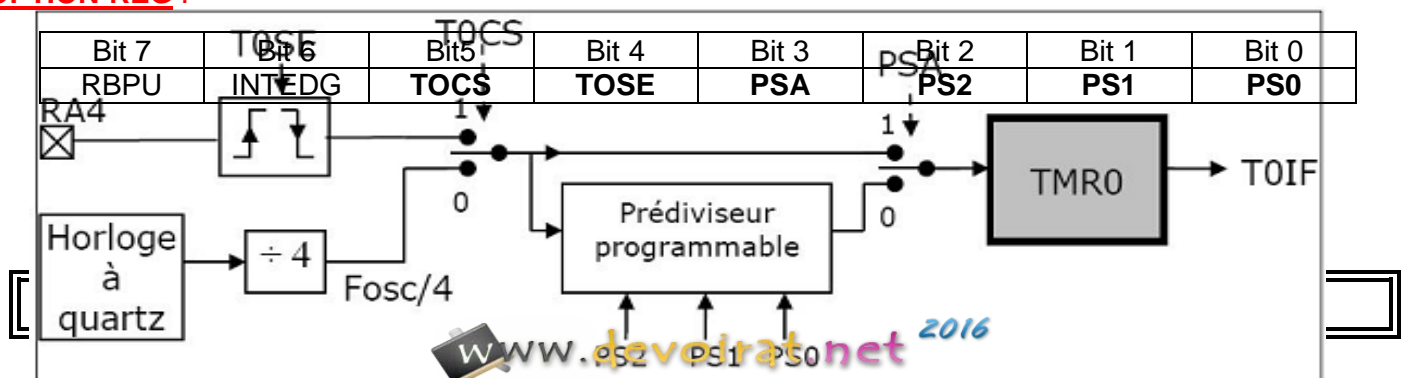 OPTION REG :
T0SE T0CS PSA
Bit 7 Bit 6 Bit5 Bit 4 Bit 3 Bit 2 Bit 1 Bit 0
RBPU INTEDG TOCS TOSE PSA PS2 PS1 PS0
RA4
1
1
0
0
TMR0
T0IF
Prédiviseur
programmable
Horloge
à
quartz
÷ 4
Fosc/4
PS2 PS1 PS0
www.devoirat.net 2016